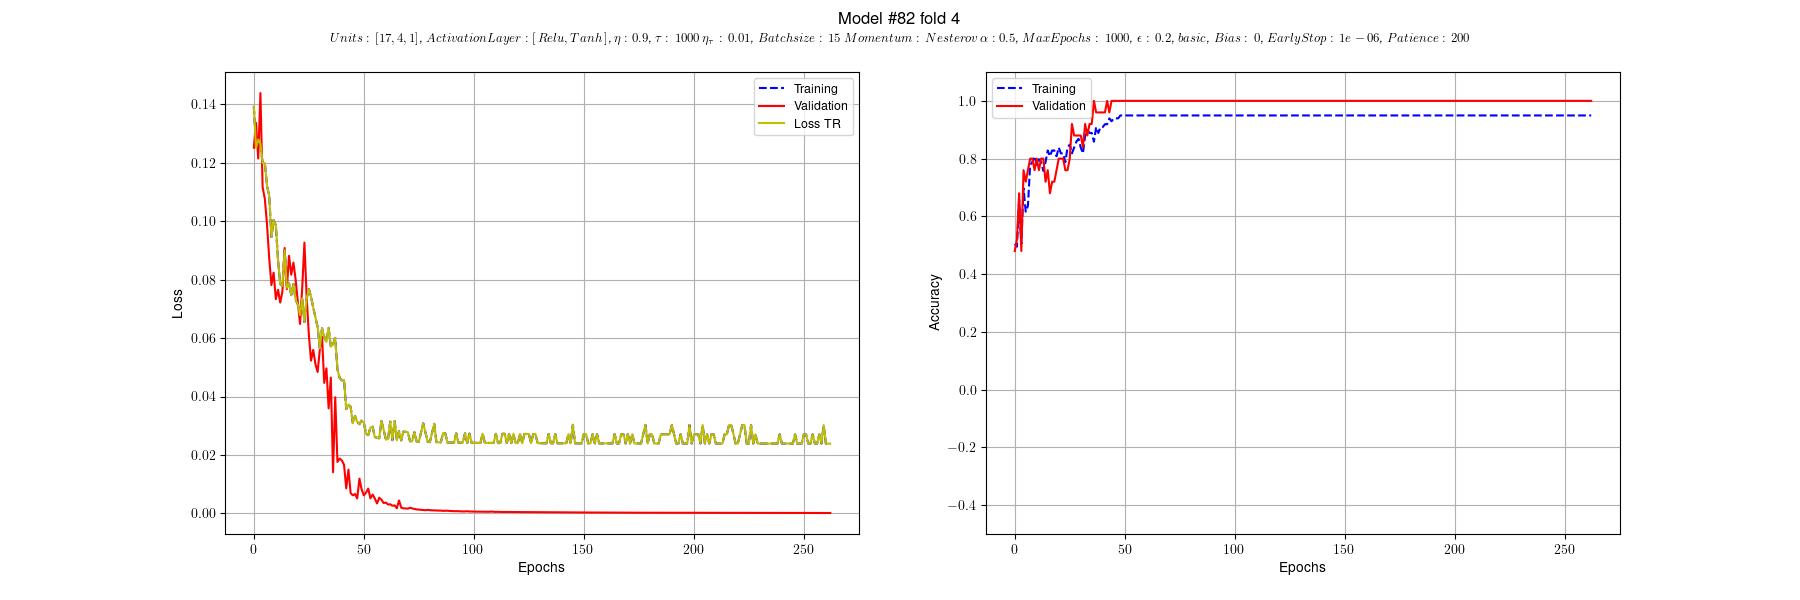 Model #82 fold 4
Units : [17, 4, 1], ActivationLayer : [Relu, Tanh], η : 0.9, τ : 1000 ητ : 0.01, Batchsize : 15 Momentum : Nesterov α : 0.5, MaxEpochs : 1000, ϵ : 0.2, basic, Bias : 0, EarlyStop : 1e − 06, Patience : 200
Training
Validation
Loss TR
0.14
0.12
0.10
0.08
0.06
0.04
0.02
0.00
Loss
0 50 100 150 200 250
Epochs
Training
Validation
1.0
0.8
0.6
0.4
0.2
0.0
−0.2
−0.4
Accuracy
0 50 100 150 200 250
Epochs